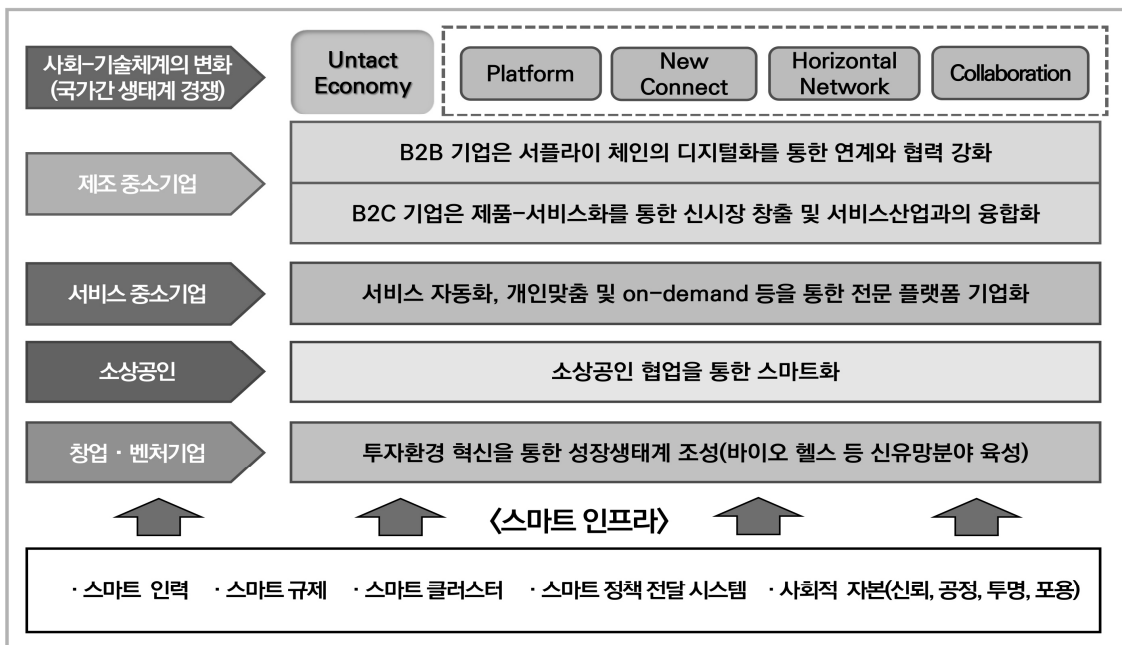 사회-기술체계의 변화
(국가간 생태계 경쟁)
Untact
Economy
Platform
New
Connect
Horizontal
Network
Collaboration
제조 중소기업
B2B 기업은 서플라이 체인의 디지털화를 통한 연계와 협력 강화
B2C 기업은 제품-서비스화를 통한 신시장 창출 및 서비스산업과의 융합화
서비스 중소기업
서비스 자동화, 개인맞춤 및 on-demand 등을 통한 전문 플랫폼 기업화
소상공인
소상공인 협업을 통한 스마트화
창업 · 벤처기업
투자환경 혁신을 통한 성장생태계 조성(바이오 헬스 등 신유망분야 육성)
〈스마트 인프라〉
· 스마트 인력 · 스마트 규제 · 스마트 클러스터 · 스마트 정책 전달 시스템 · 사회적 자본(신뢰, 공정, 투명, 포용)